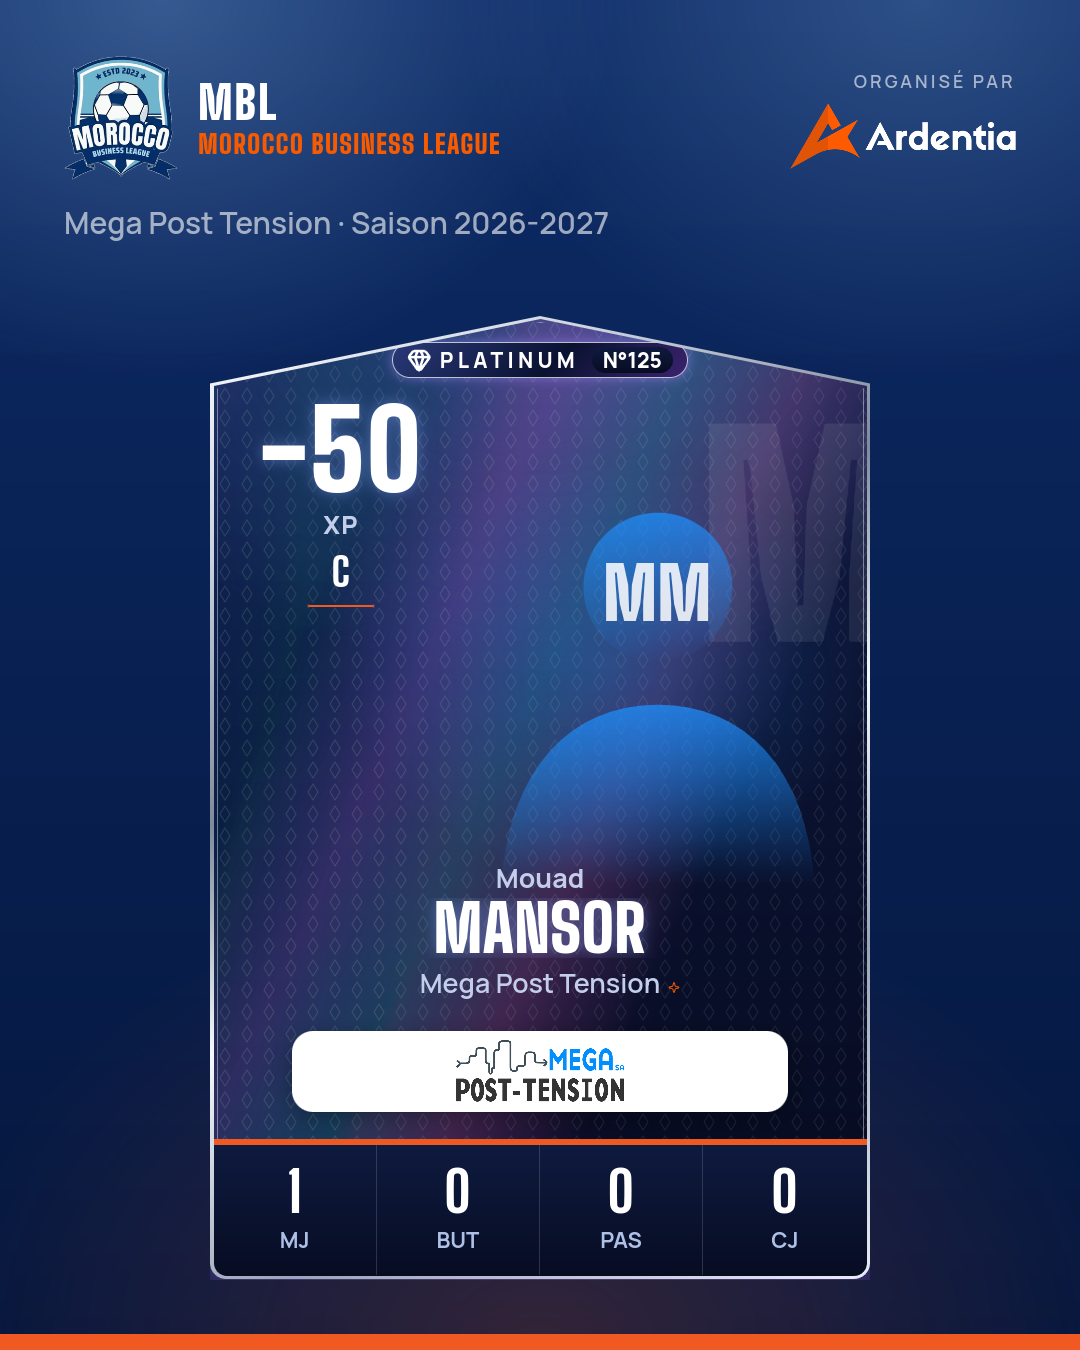 ★ ESTD 2023 ★
MOROCCO
BUSINESS LEAGUE
MBL
MOROCCO BUSINESS LEAGUE
ORGANISÉ PAR
Ardentia
Mega Post Tension · Saison 2026-2027
PLATINUM N°125
-50
XP
C
M
MM
Mouad
MANSOR
Mega Post Tension
MEGA SA
POST-TENSION
1 0 0 0
MJ BUT PAS CJ